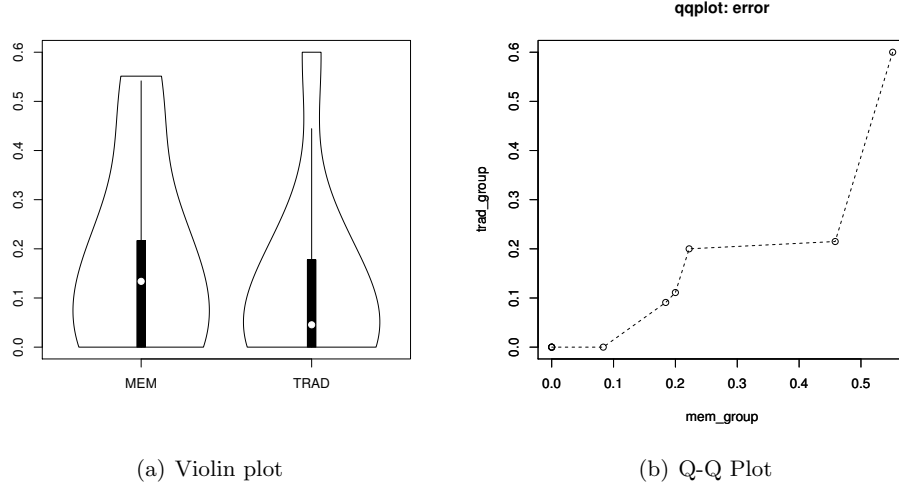 0.0 0.1 0.2 0.3 0.4 0.5 0.6
MEM TRAD
(a) Violin plot
qqplot: error
trad_group
0.0 0.1 0.2 0.3 0.4 0.5 0.6
0.0 0.1 0.2 0.3 0.4 0.5
mem_group
(b) Q-Q Plot